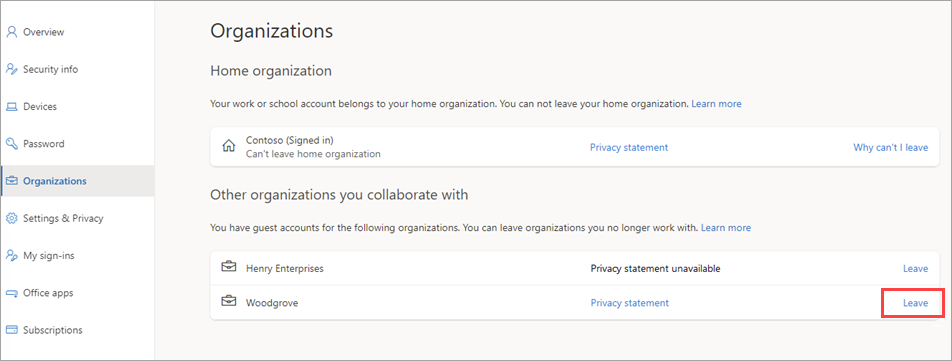 Overview
Security info
Devices
Password
Organizations
Settings & Privacy
My sign-ins
Office apps
Subscriptions
Organizations
Home organization
Your work or school account belongs to your home organization. You can not leave your home organization. Learn more
Contoso (Signed in)
Can't leave home organization
Privacy statement
Why can't I leave
Other organizations you collaborate with
You have guest accounts for the following organizations. You can leave organizations you no longer work with. Learn more
Henry Enterprises Privacy statement unavailable Leave
Woodgrove Privacy statement Leave